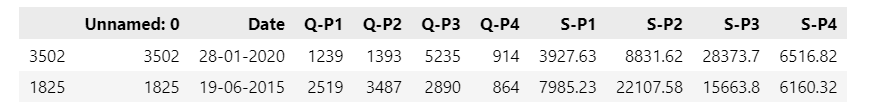 Unnamed: 0 Date Q-P1 Q-P2 Q-P3 Q-P4 S-P1 S-P2 S-P3 S-P4
3502 3502 28-01-2020 1239 1393 5235 914 3927.63 8831.62 28373.7 6516.82
1825 1825 19-06-2015 2519 3487 2890 864 7985.23 22107.58 15663.8 6160.32